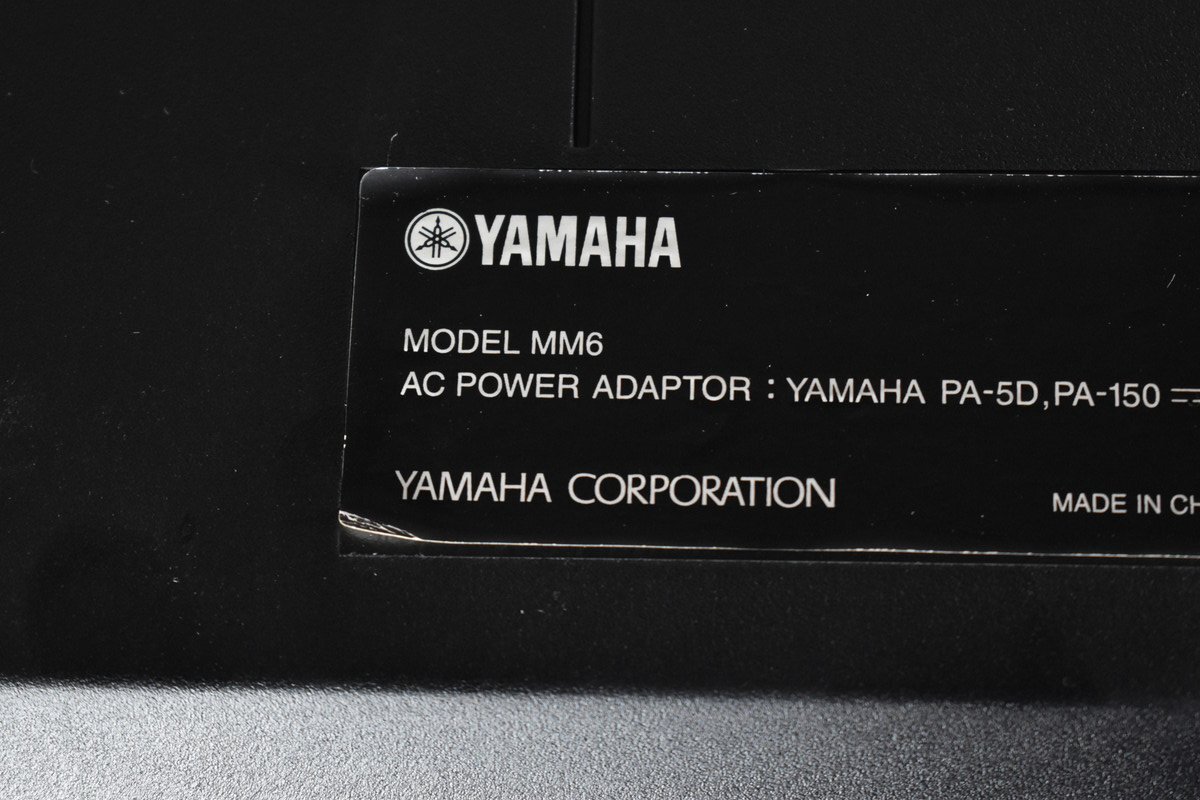 YAMAHA
MODEL MM6
AC POWER ADAPTOR : YAMAHA PA-5D,PA-150
YAMAHA CORPORATION
MADE IN